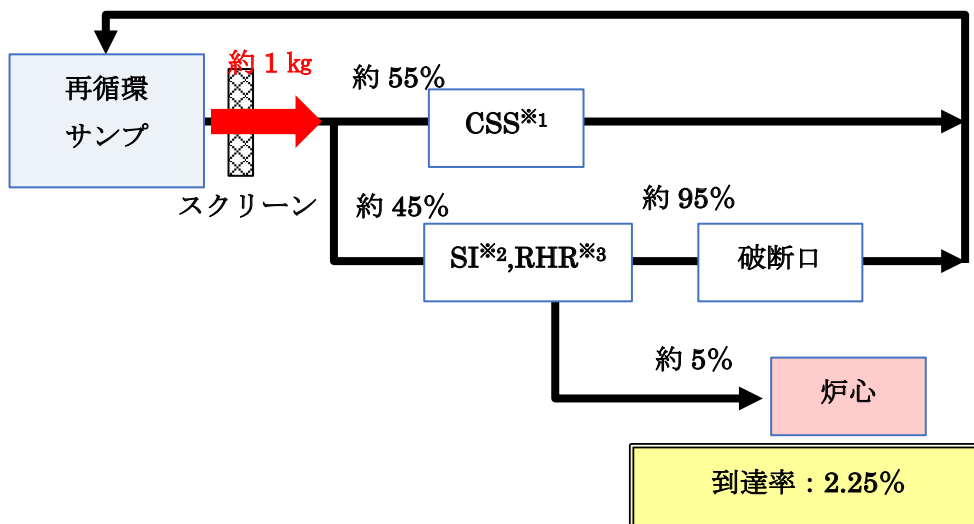 約 1 kg
再循環
サンプ
スクリーン
約 55%
CSS※1
約 45%
SI※2,RHR※3
約 95%
破断口
約 5%
炉心
到達率：2.25%